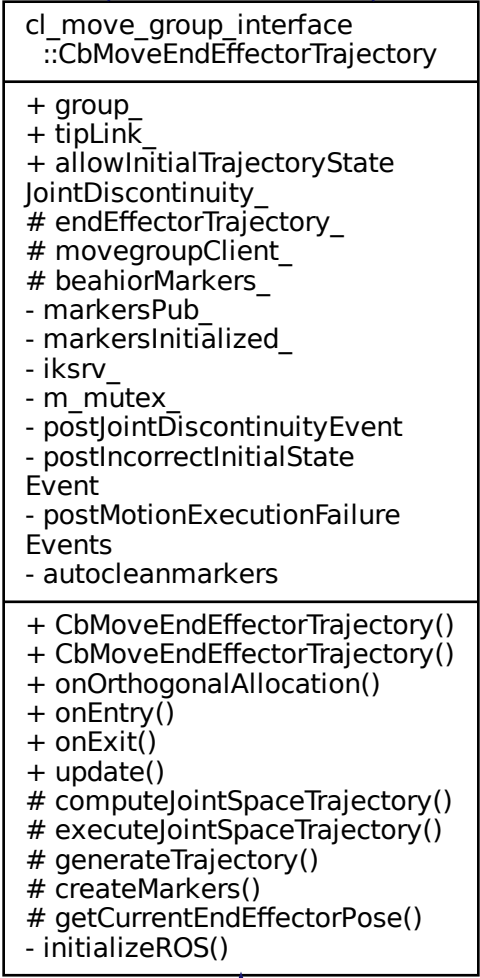 cl_move_group_interface
::CbMoveEndEffectorTrajectory
+ group_
+ tipLink_
+ allowInitialTrajectoryState
JointDiscontinuity_
# endEffectorTrajectory_
# movegroupClient_
# beahiorMarkers_
- markersPub_
- markersInitialized_
- iksrv_
- m_mutex_
- postJointDiscontinuityEvent
- postIncorrectInitialState
Event
- postMotionExecutionFailure
Events
- autocleanmarkers
+ CbMoveEndEffectorTrajectory()
+ CbMoveEndEffectorTrajectory()
+ onOrthogonalAllocation()
+ onEntry()
+ onExit()
+ update()
# computeJointSpaceTrajectory()
# executeJointSpaceTrajectory()
# generateTrajectory()
# createMarkers()
# getCurrentEndEffectorPose()
- initializeROS()